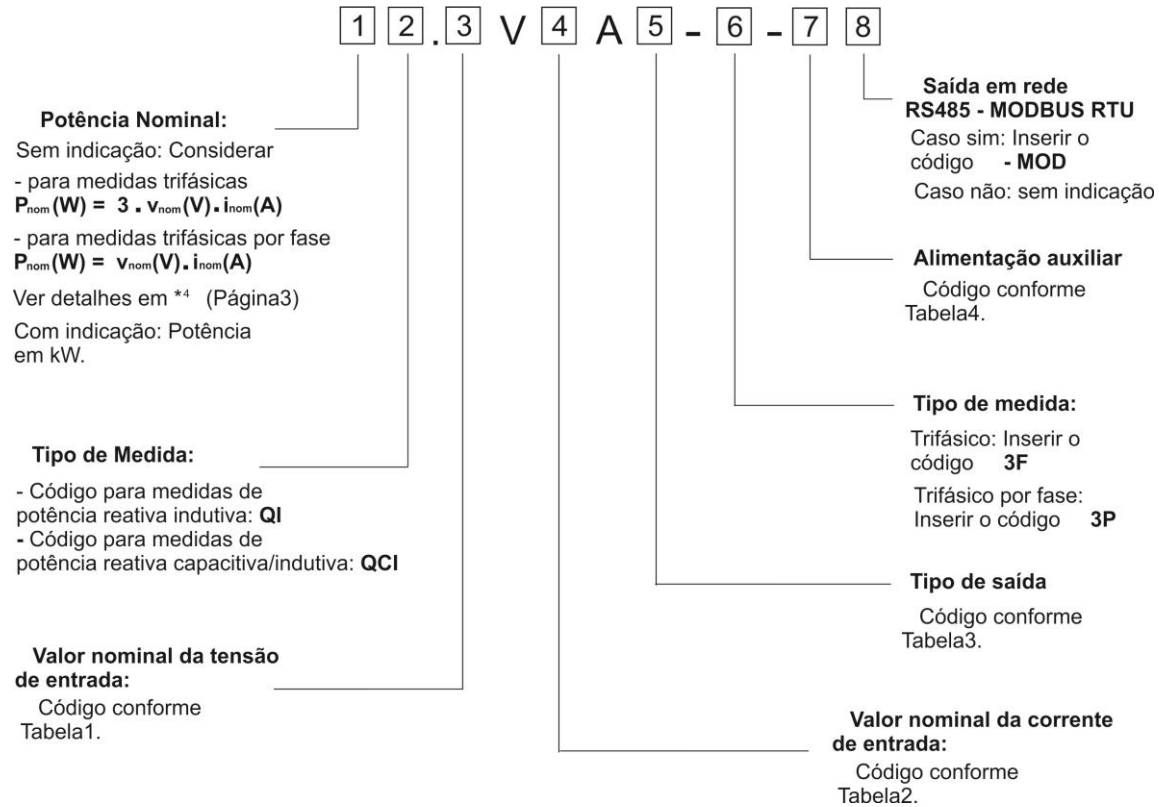 1 2 . 3 V 4 A 5 - 6 - 7 8
Potência Nominal:
Sem indicação: Considerar
- para medidas trifásicas
Pnom(W) = 3 . vnom(V).inom(A)
- para medidas trifásicas por fase
Pnom(W) = vnom(V).inom(A)
Ver detalhes em *4 (Página3)
Com indicação: Potência
em kW.
Tipo de Medida:
- Código para medidas de
potência reativa indutiva: QI
- Código para medidas de
potência reativa capacitiva/indutiva: QCI
Valor nominal da tensão
de entrada:
Código conforme
Tabela1.
Saída em rede
RS485 - MODBUS RTU
Caso sim: Inserir o
código - MOD
Caso não: sem indicação
Alimentação auxiliar
Código conforme
Tabela4.
Tipo de medida:
Trifásico: Inserir o
código 3F
Trifásico por fase:
Inserir o código 3P
Tipo de saída
Código conforme
Tabela3.
Valor nominal da corrente
de entrada:
Código conforme
Tabela2.